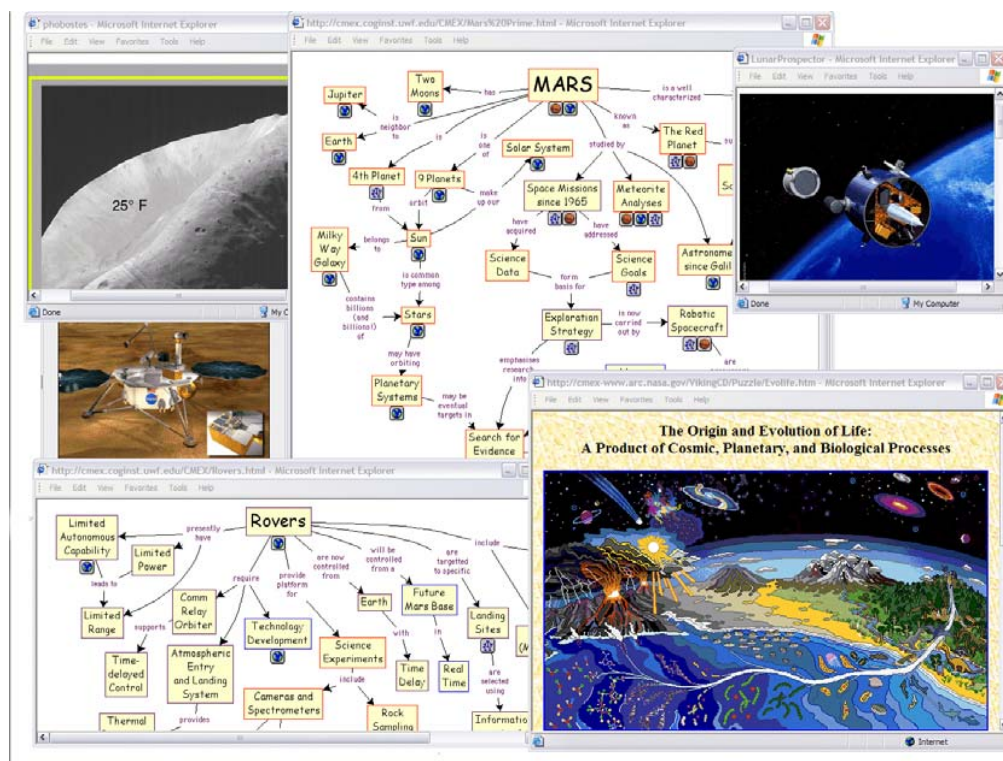 phobostes - Microsoft Internet Explorer
File Edit View Favorites Tools Help
25° F
Done
My C
http://cmex.coginst.uwf.edu/CMEX/Mars%20Prime.html - Microsoft Internet Explorer
File Edit View Favorites Tools Help
MARS
Two
Moons
has
Jupiter
is
neighbor
to
Earth
is
4th Planet
is
one
of
9 Planets
Solar System
make
up our
from
orbit
Sun
Milky
Way
Galaxy
belongs
to
is common
type among
contains
billions
(and
billions!)
of
Stars
may have
orbiting
Planetary
Systems
may be
eventual
targets in
Search for
Evidence
is a well
characterized
known
as
The Red
Planet
studied by
Space Missions
since 1965
Meteorite
Analyses
have
acquired
have
addressed
Science
Data
Science
Goals
Astronome
since Galil
form
basis for
Exploration
Strategy
is now
carried
out by
Robotic
Spacecraft
are
emphasises
research
into
LunarProspector - Microsoft Internet Explorer
File Edit View Favorites Tools Help
Done
My Computer
http://cmex.coginst.uwf.edu/CMEX/Rovers.html - Microsoft Internet Explorer
File Edit View Favorites Tools Help
Rovers
Limited
Autonomous
Capability
presently
have
Limited
Power
leads to
Limited
Range
require
Comm
Relay
Orbiter
supports
Time-
delayed
Control
Technology
Development
Atmospheric
Entry
and Landing
System
provides
Thermal
provide
platform
for
Science
Experiments
include
Cameras and
Spectrometers
Rock
Sampling
are now
controlled
from
Earth
with
Time
Delay
will be
controlled
from a
Future
Mars Base
in
Real
Time
are
targetted
to specific
Landing
Sites
are
selected
using
Information
include
(M
http://cmex-www.arc.nasa.gov/VikingCD/Puzzle/Evolife.htm - Microsoft Internet Explorer
File Edit View Favorites Tools Help
The Origin and Evolution of Life:
A Product of Cosmic, Planetary, and Biological Processes
Internet